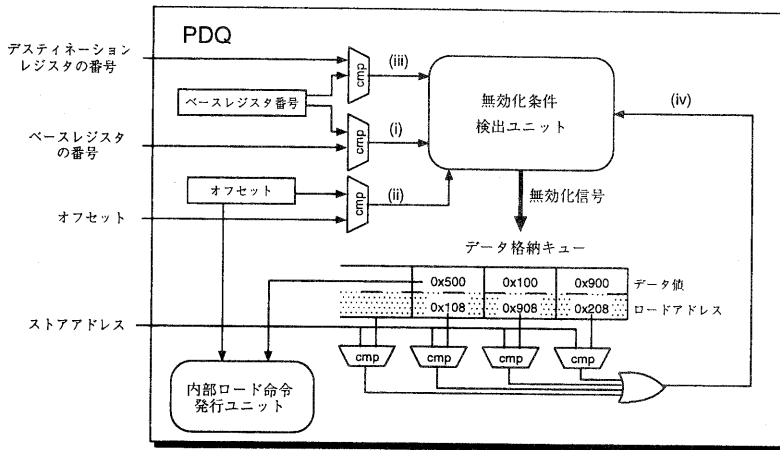 PDQ
デスティネーション
レジスタの番号
cmp
(iii)
ベースレジスタ番号
無効化条件
検出ユニット
(iv)
ベースレジスタ
の番号
cmp
(i)
オフセット
cmp
(ii)
オフセット
無効化信号
データ格納キュー
0x500
0x100
0x900
データ値
0x108
0x908
0x208
ロードアドレス
ストアアドレス
cmp
cmp
cmp
cmp
内部ロード命令
発行ユニット